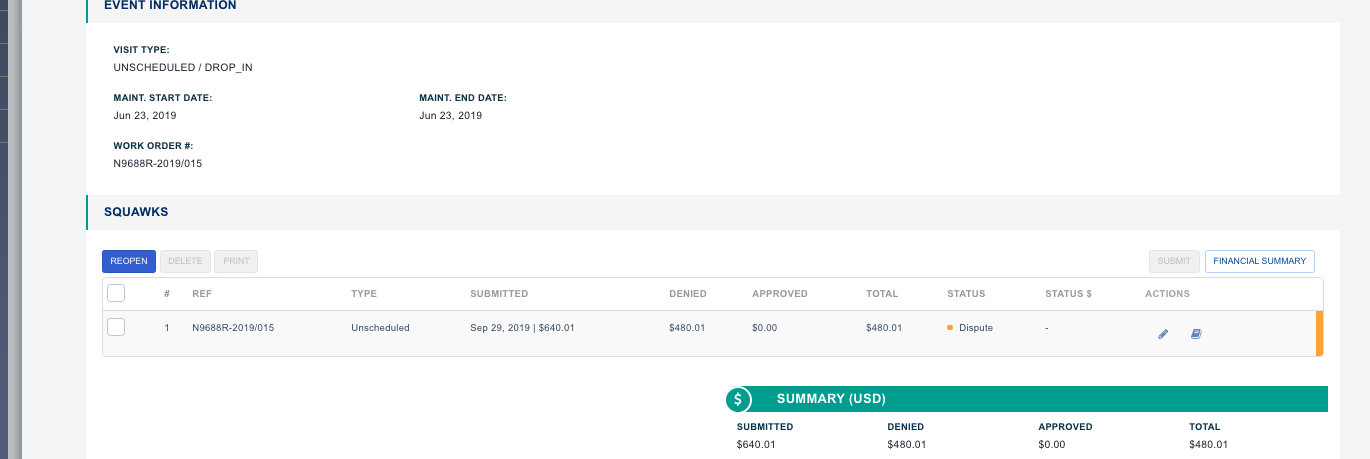 EVENT INFORMATION
VISIT TYPE:
UNSCHEDULED / DROP_IN
MAINT. START DATE: MAINT. END DATE:
Jun 23, 2019 Jun 23, 2019
WORK ORDER #:
N9688R-2019/015
SQUAWKS
REOPEN DELETE PRINT SUBMIT FINANCIAL SUMMARY
# REF TYPE SUBMITTED DENIED APPROVED TOTAL STATUS STATUS $ ACTIONS
1 N9688R-2019/015 Unscheduled Sep 29, 2019 | $640.01 $480.01 $0.00 $480.01 Dispute -
$ SUMMARY (USD)
SUBMITTED DENIED APPROVED TOTAL
$640.01 $480.01 $0.00 $480.01